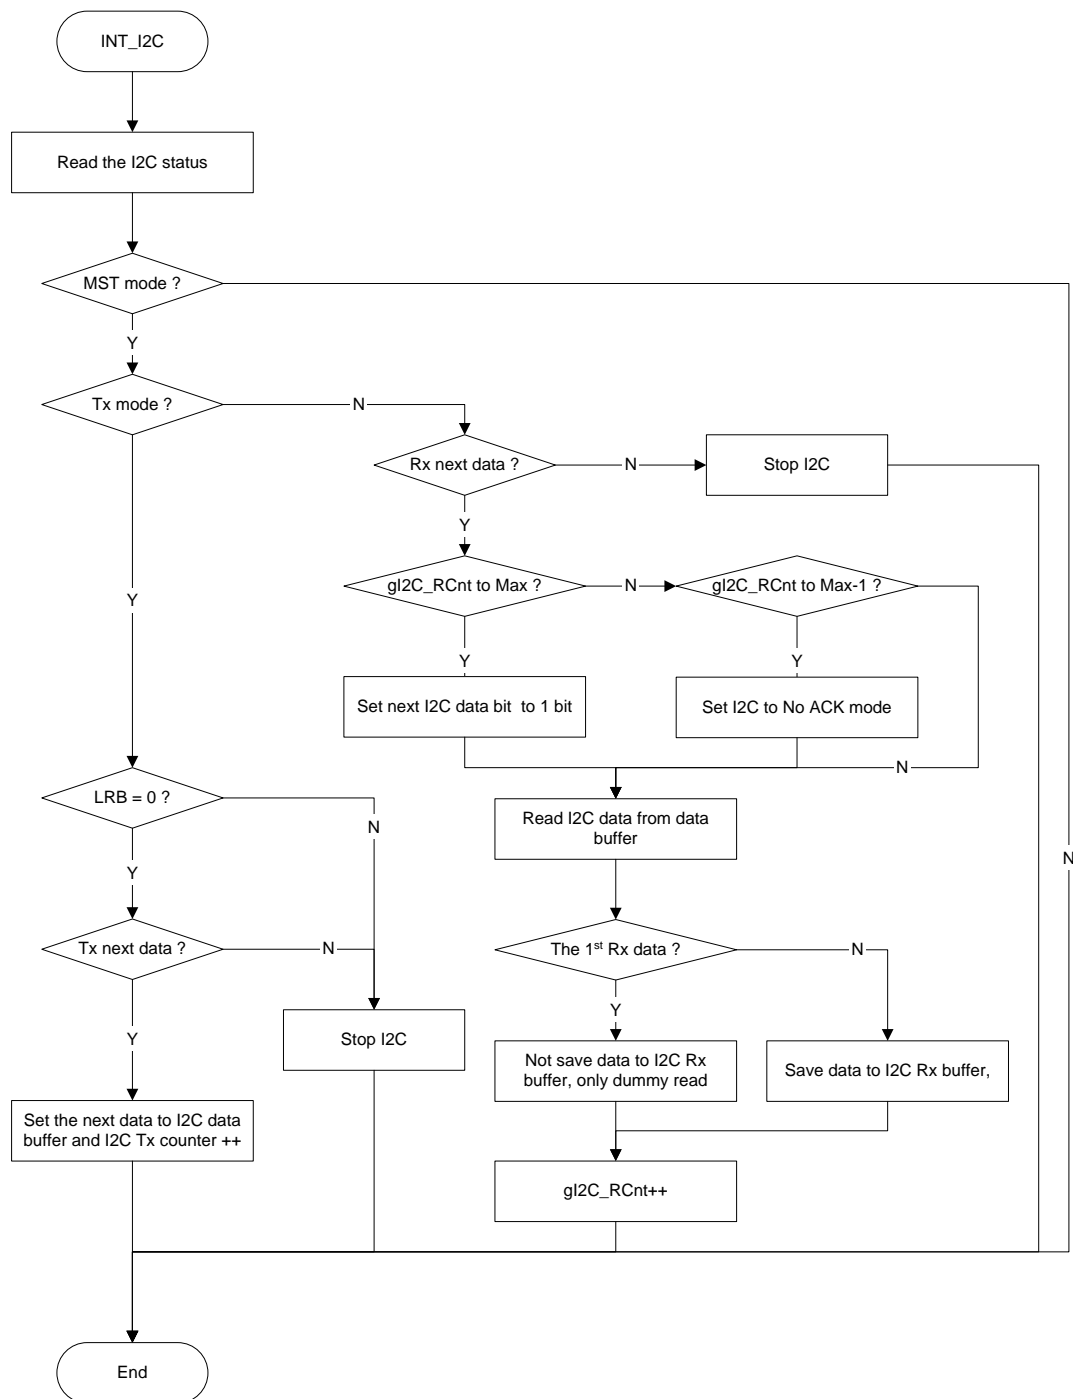 INT_I2C
Read the I2C status
MST mode ?
Y
Tx mode ?
N
Rx next data ?
N
Stop I2C
Y
gI2C_RCnt to Max ?
N
gI2C_RCnt to Max-1 ?
Y
Y
Y
Set next I2C data bit  to 1 bit
Set I2C to No ACK mode
N
LRB = 0 ?
N
Read I2C data from data
buffer
N
Y
Tx next data ?
N
The 1st Rx data ?
N
Y
Y
Stop I2C
Not save data to I2C Rx
buffer, only dummy read
Save data to I2C Rx buffer,
Set the next data to I2C data
buffer and I2C Tx counter ++
gI2C_RCnt++
End